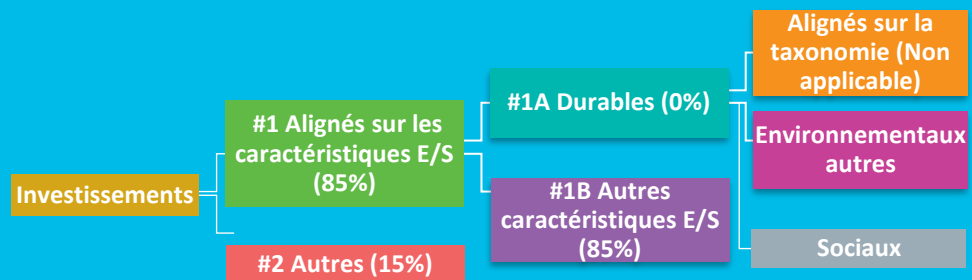 Investissements
#1 Alignés sur les
caractéristiques E/S
(85%)
#2 Autres (15%)
#1A Durables (0%)
#1B Autres
caractéristiques E/S
(85%)
Alignés sur la
taxonomie (Non
applicable)
Environnementaux
autres
Sociaux